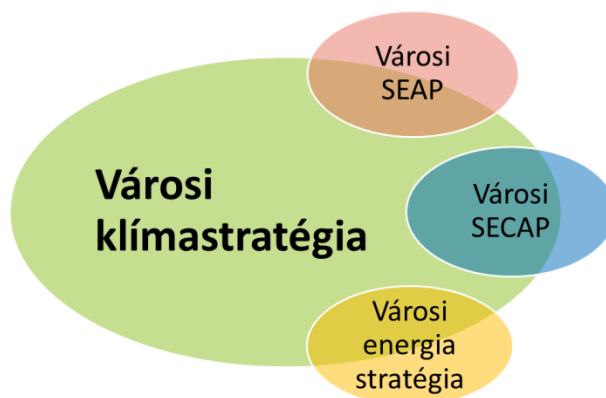 Városi
SEAP
Városi
klímastratégia
Városi
SECAP
Városi
energia
stratégia